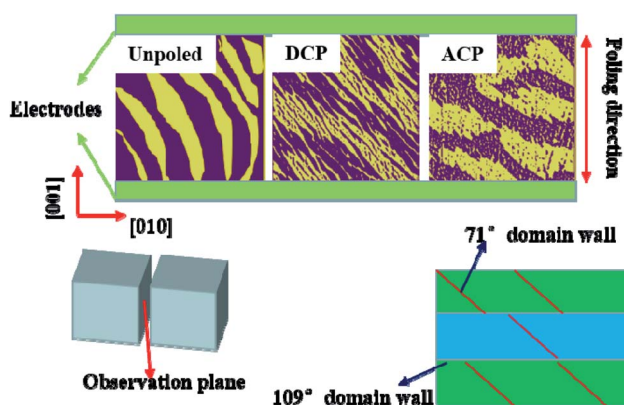 Unpoled
DCP
ACP
Electrodes
Poling
direction
[001]
[010]
71° domain wall
Observation plane
109° domain wall